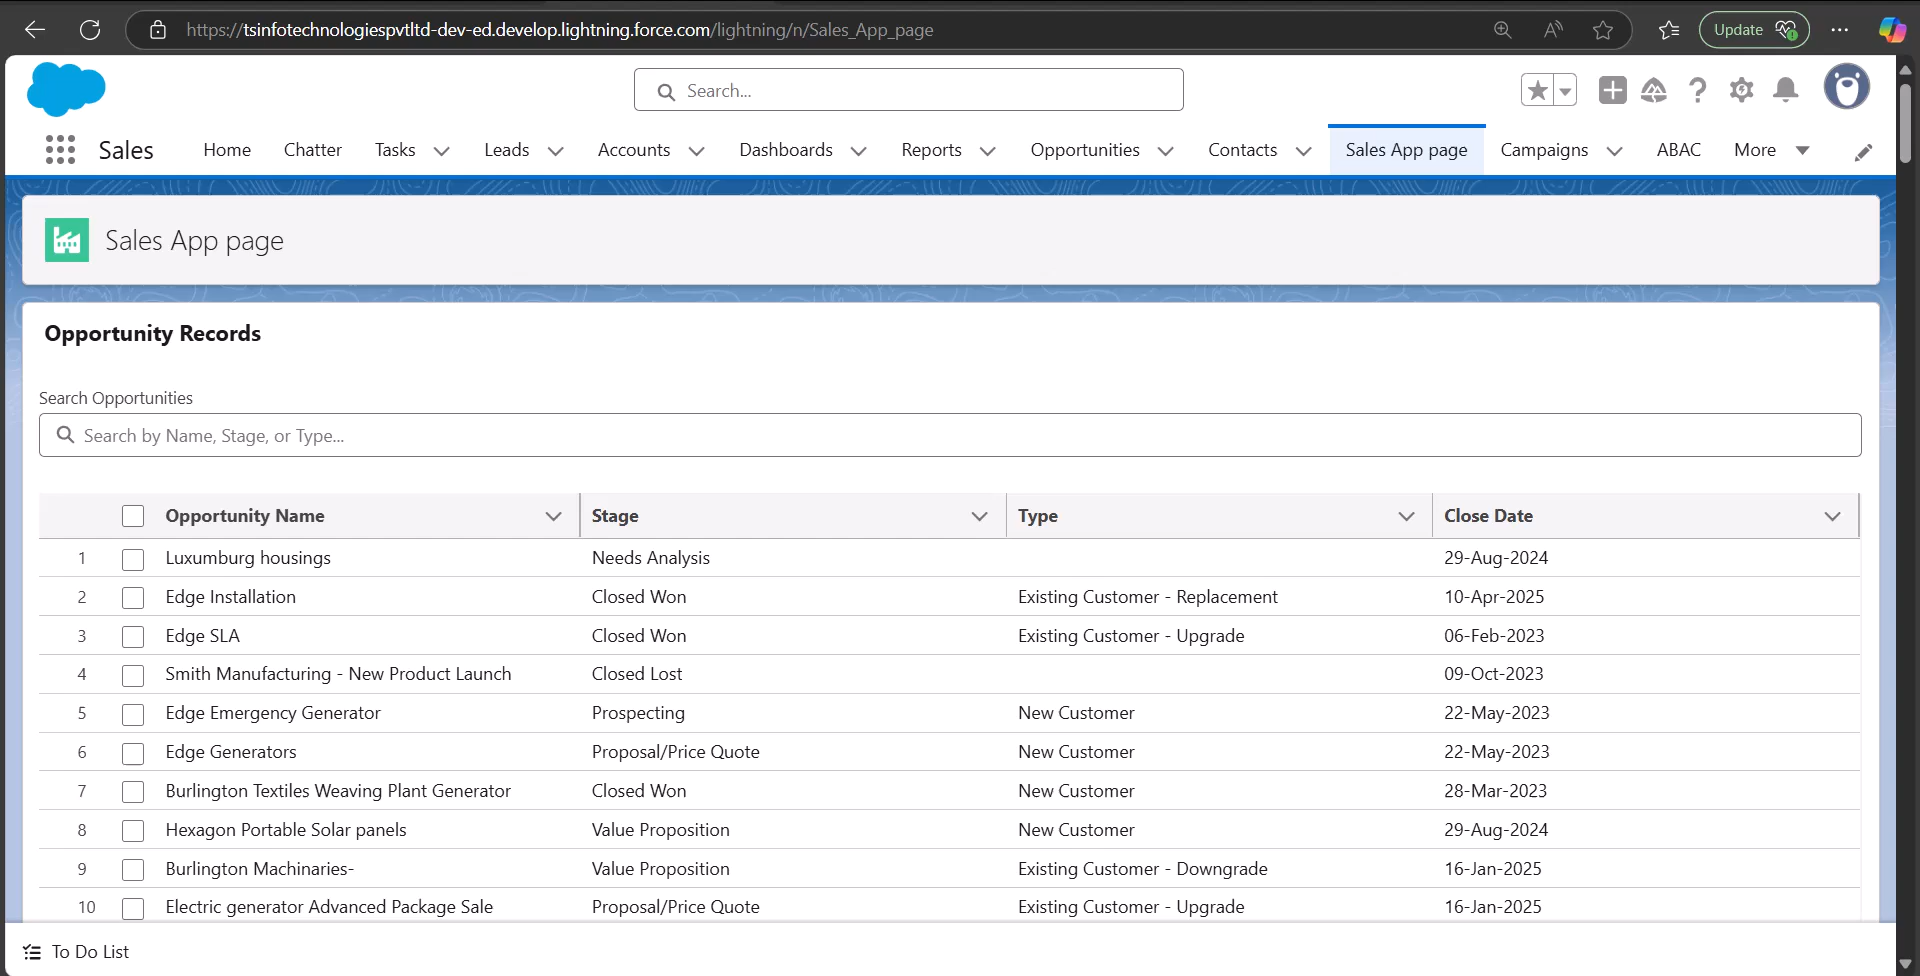 https://tsinfotechnologiespvtltd-dev-ed.develop.lightning.force.com/lightning/n/Sales_App_page
Update
Search...
Sales Home Chatter Tasks Leads Accounts Dashboards Reports Opportunities Contacts Sales App page Campaigns ABAC More
Sales App page
Opportunity Records
Search Opportunities
Search by Name, Stage, or Type...
Opportunity Name Stage Type Close Date
1 Luxumburg housings Needs Analysis 29-Aug-2024
2 Edge Installation Closed Won Existing Customer - Replacement 10-Apr-2025
3 Edge SLA Closed Won Existing Customer - Upgrade 06-Feb-2023
4 Smith Manufacturing - New Product Launch Closed Lost 09-Oct-2023
5 Edge Emergency Generator Prospecting New Customer 22-May-2023
6 Edge Generators Proposal/Price Quote New Customer 22-May-2023
7 Burlington Textiles Weaving Plant Generator Closed Won New Customer 28-Mar-2023
8 Hexagon Portable Solar panels Value Proposition New Customer 29-Aug-2024
9 Burlington Machinaries- Value Proposition Existing Customer - Downgrade 16-Jan-2025
10 Electric generator Advanced Package Sale Proposal/Price Quote Existing Customer - Upgrade 16-Jan-2025
To Do List